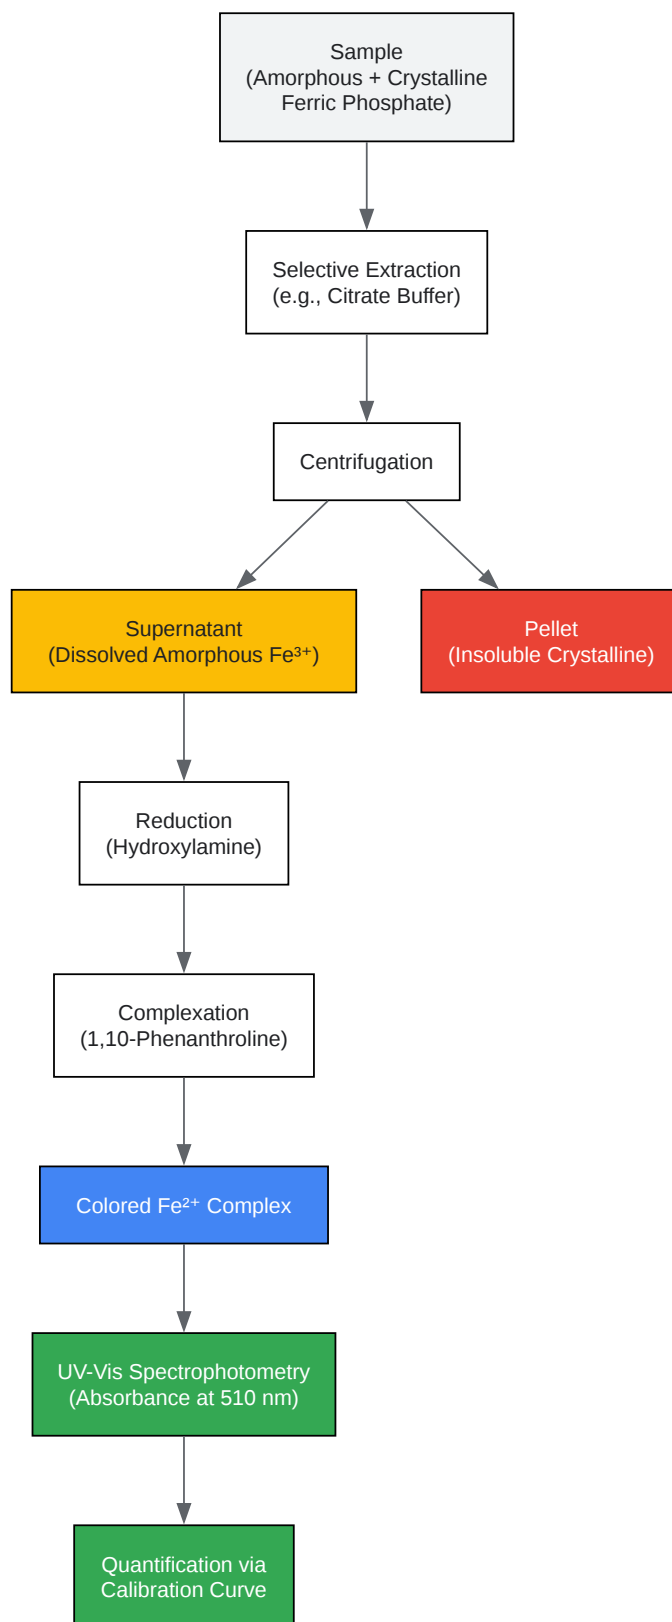 Sample
(Amorphous + Crystalline
Ferric Phosphate)
Selective Extraction
(e.g., Citrate Buffer)
Centrifugation
Supernatant
(Dissolved Amorphous Fe³⁺)
Pellet
(Insoluble Crystalline)
Reduction
(Hydroxylamine)
Complexation
(1,10-Phenanthroline)
Colored Fe²⁺ Complex
UV-Vis Spectrophotometry
(Absorbance at 510 nm)
Quantification via
Calibration Curve